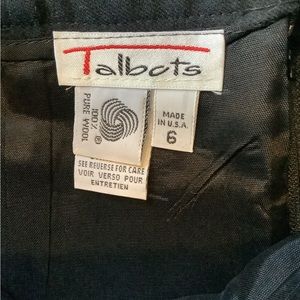 Talbots
100%
PURE WOOL
®
MADE
IN U.S.A.
6
SEE REVERSE FOR CARE
VOIR VERSO POUR
ENTRETIEN